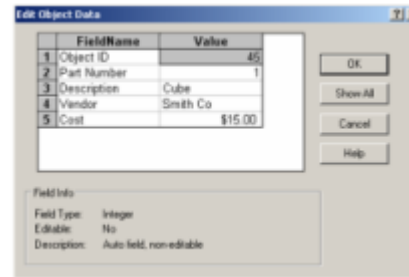 Edit Object Data
FieldName Value
1 Object ID 45
2 Part Number 1
3 Description Cube
4 Vendor Smith Co
5 Cost $15.00
OK
Show All
Cancel
Help
Field Info
Field Type: Integer
Editable: No
Description: Auto field, non-editable